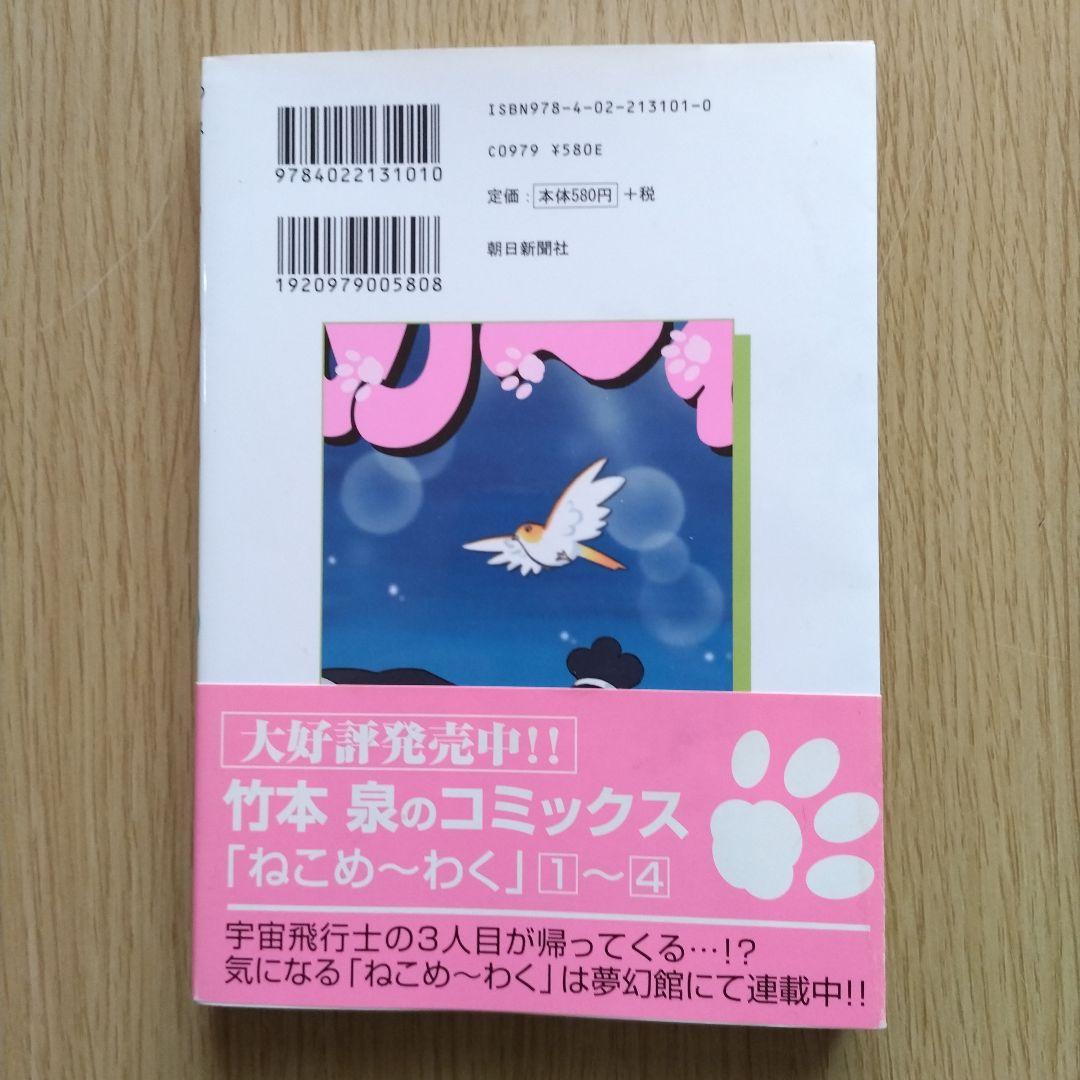 ISBN978-4-02-213101-0
9784022131010
C0979 ¥580E
定価：本体580円+税
朝日新聞社
1920979005808
大好評発売中!!
竹本 泉のコミックス
「ねこめ〜わく」1〜4
宇宙飛行士の3人目が帰ってくる…!?
気になる「ねこめ〜わく」は夢幻館にて連載中!!